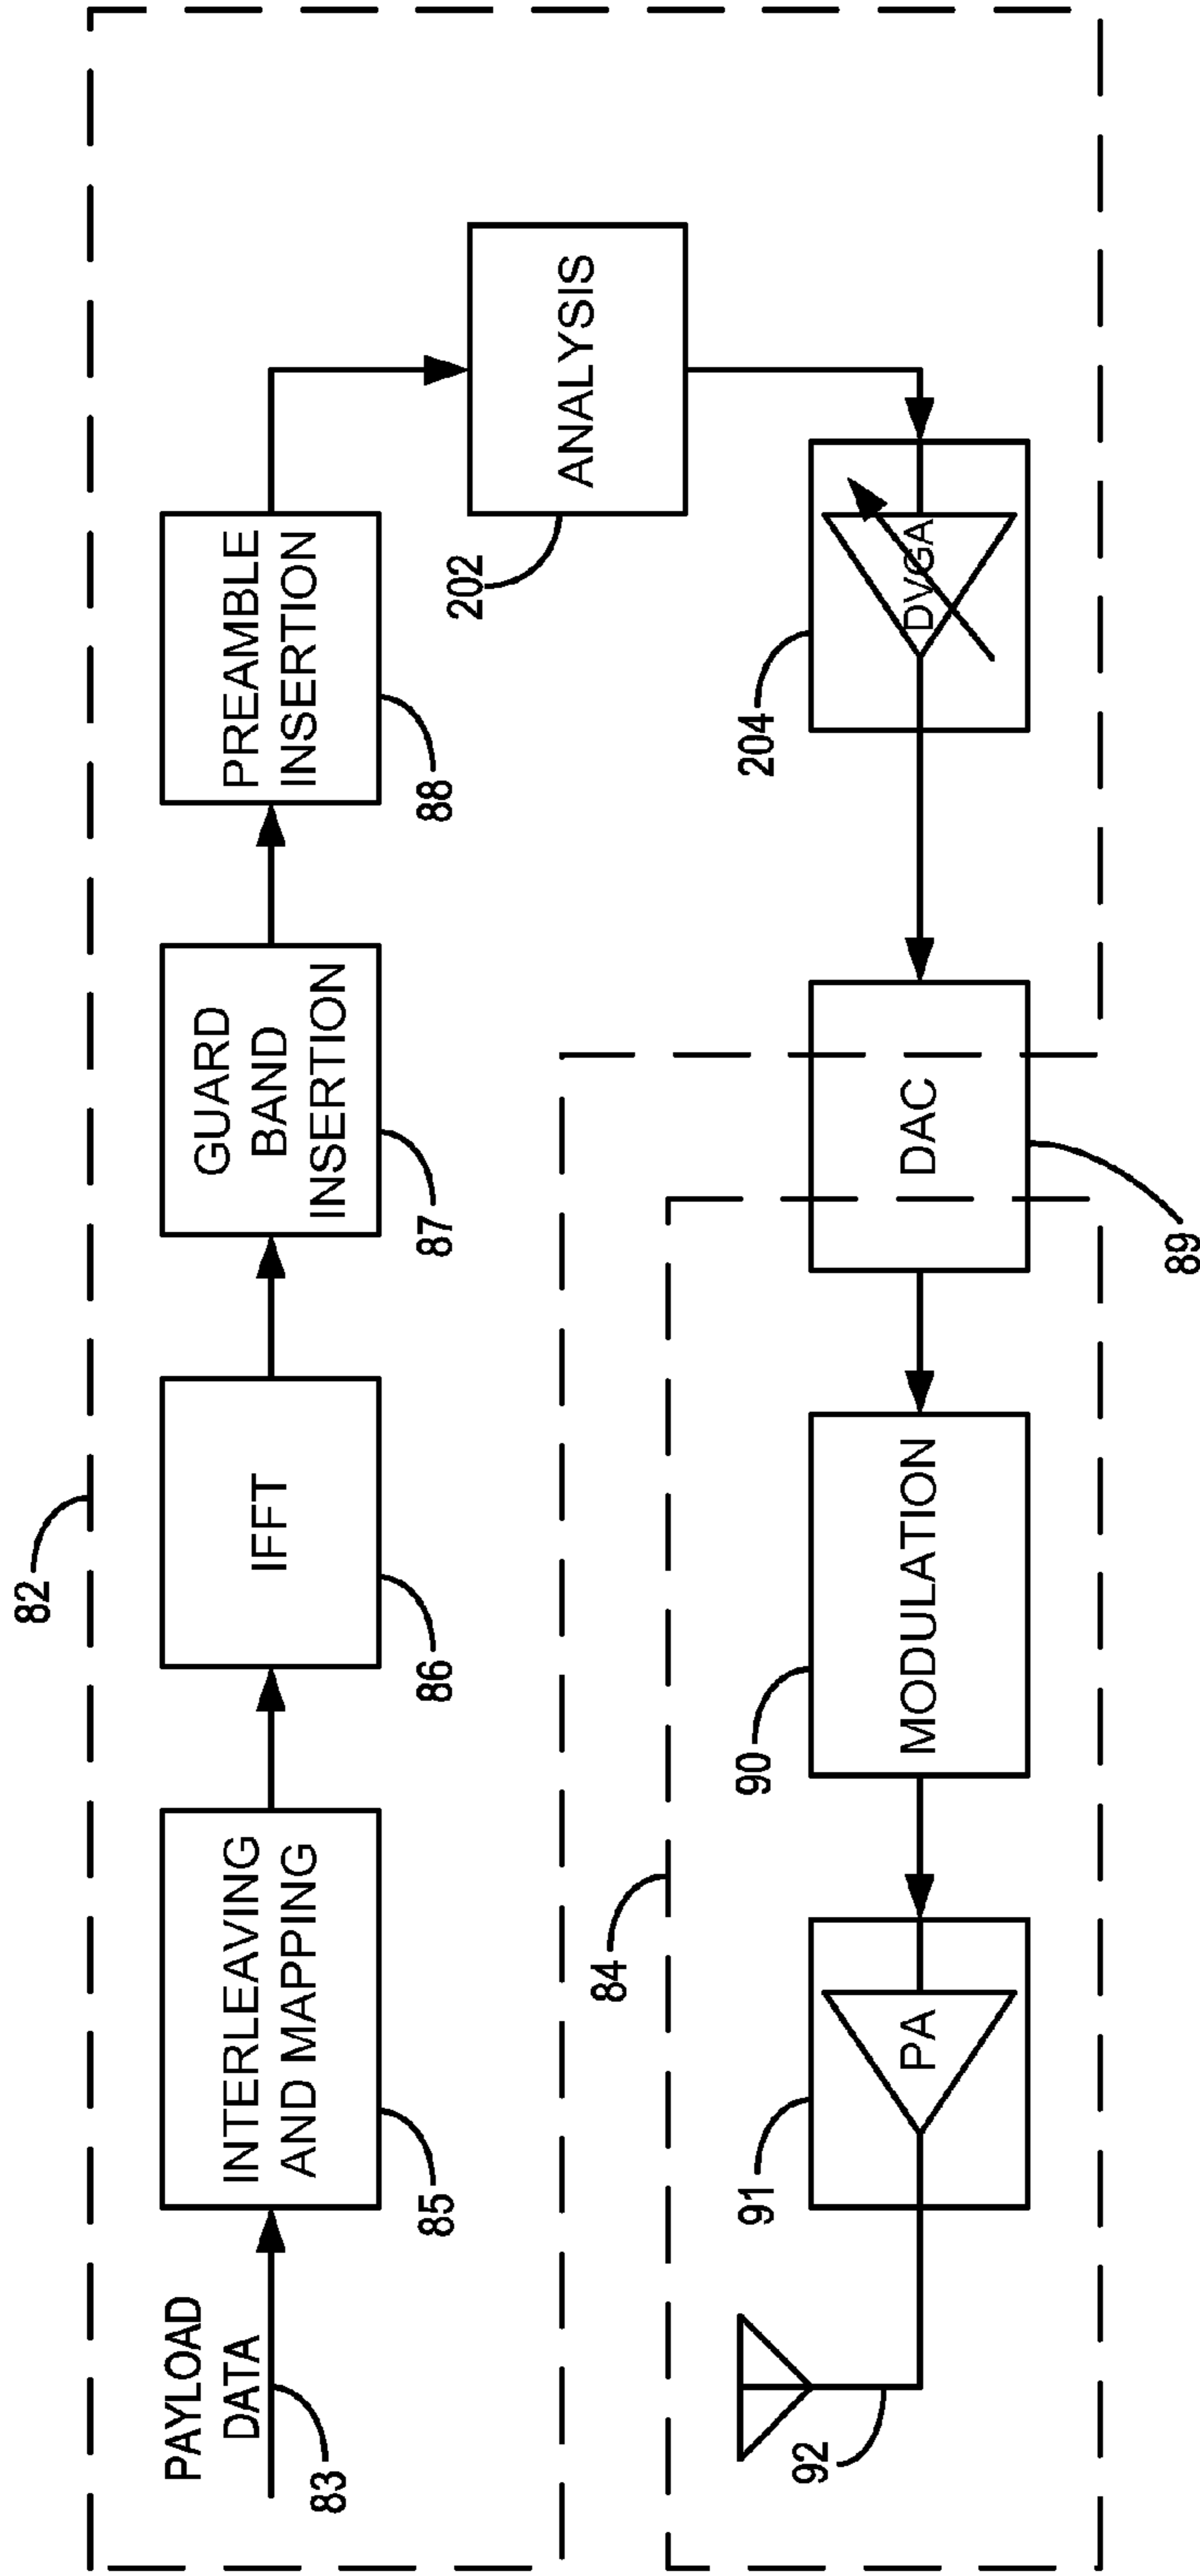 82
PAYLOAD
DATA
83
INTERLEAVING
AND MAPPING
85
IFFT
86
GUARD
BAND
INSERTION
87
PREAMBLE
INSERTION
88
ANALYSIS
202
DVGA
204
DAC
89
MODULATION
90
84
PA
91
92